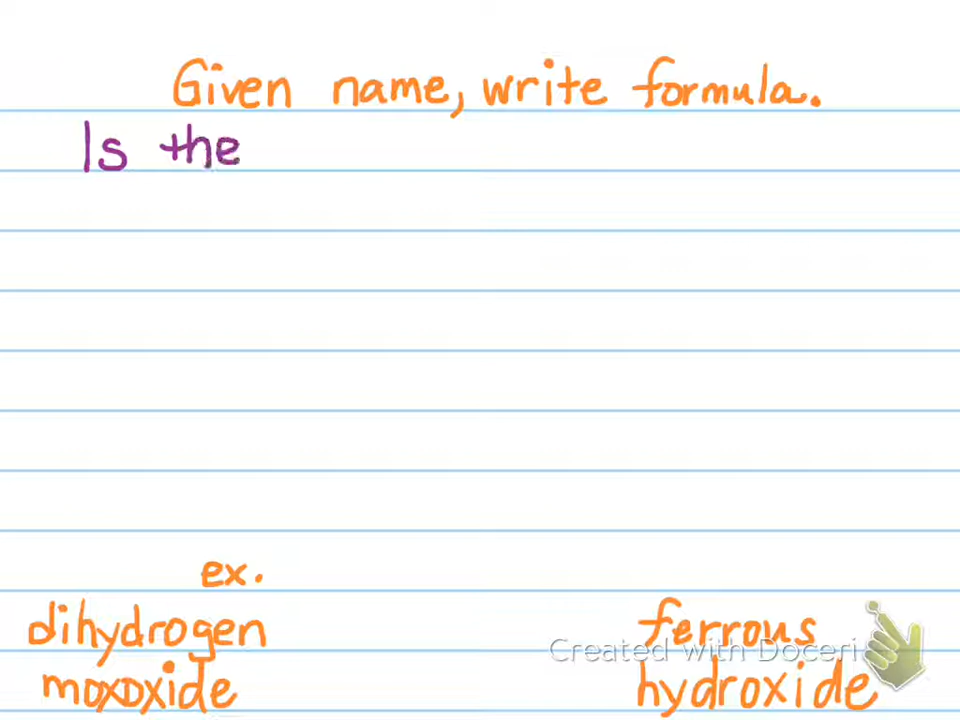 Given name, write formula.
Is the
ex.
dihydrogen
moxoxide
ferrous
Created with Doceri
hydroxide